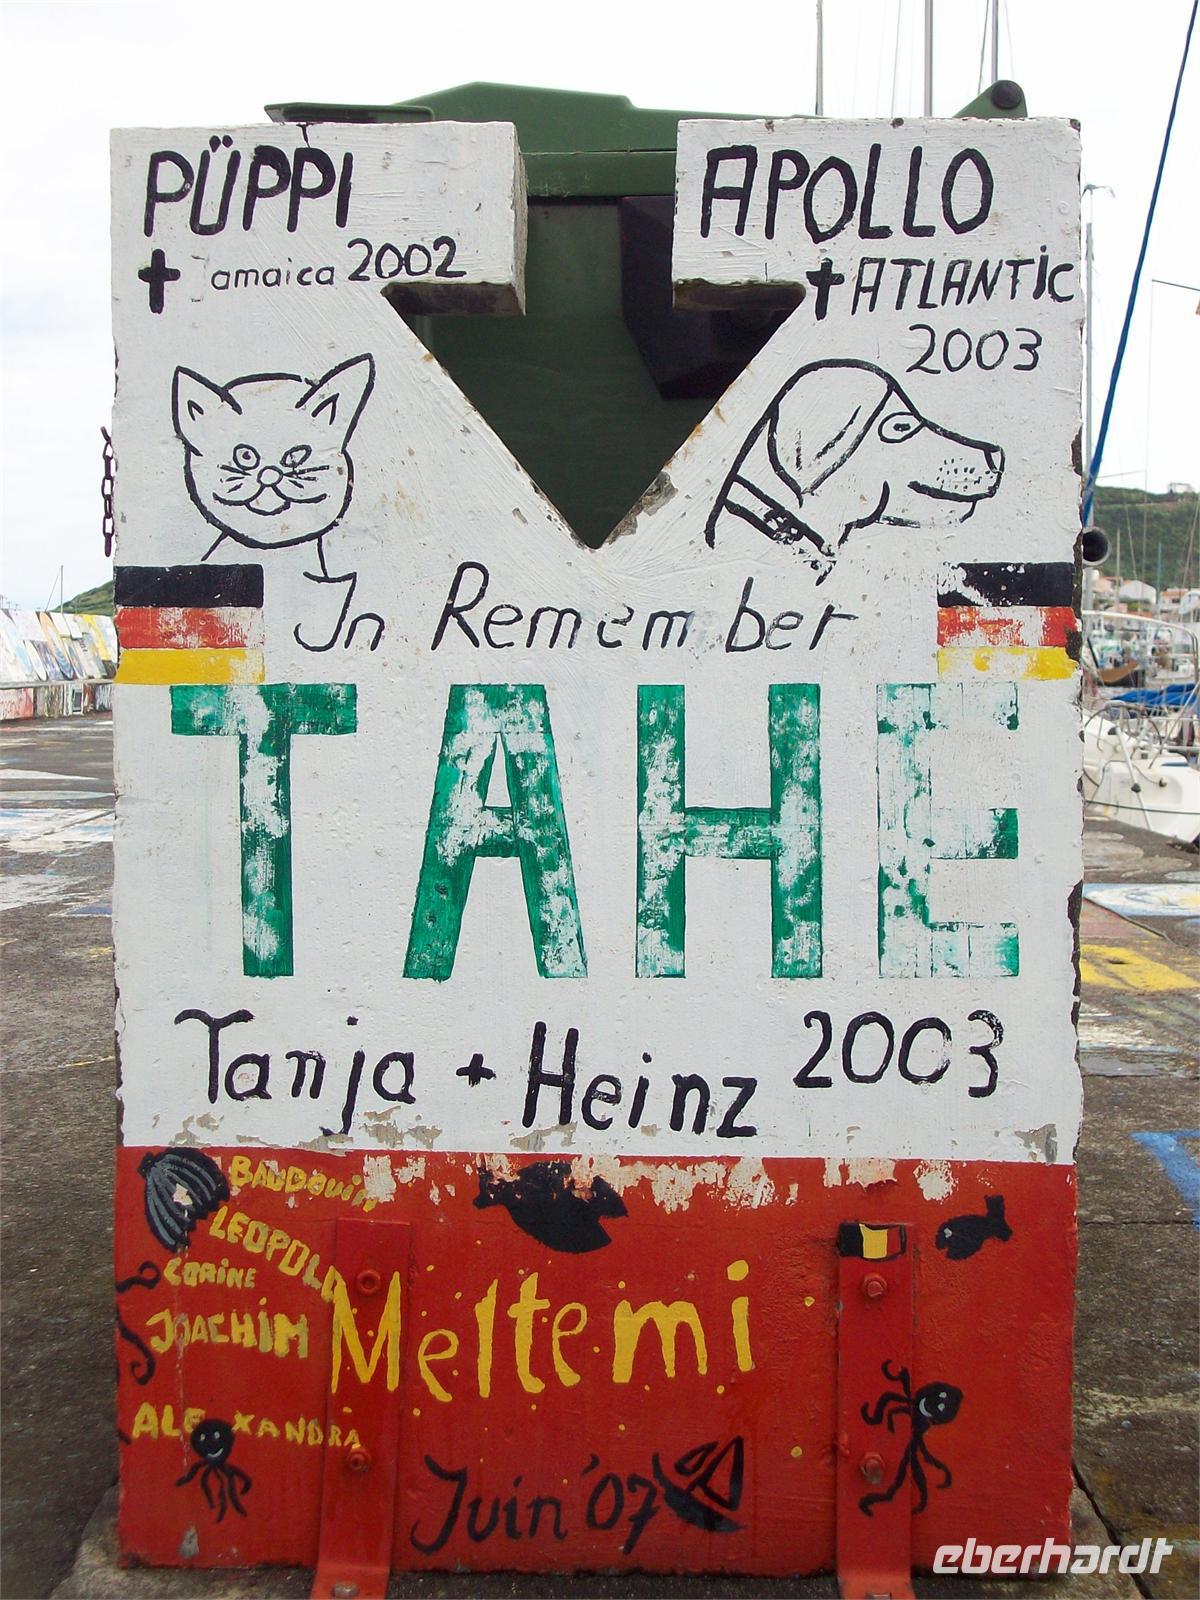 PÜPPI
+ Jamaica 2002
APOLLO
+ ATLANTIC
2003
In Remember
TAHE
Tanja + Heinz 2003
BAUDOUIN
LEOPOLD
CORINE
JOACHIM
ALEXANDRA
Meltemi
Juin '07
eberhardt